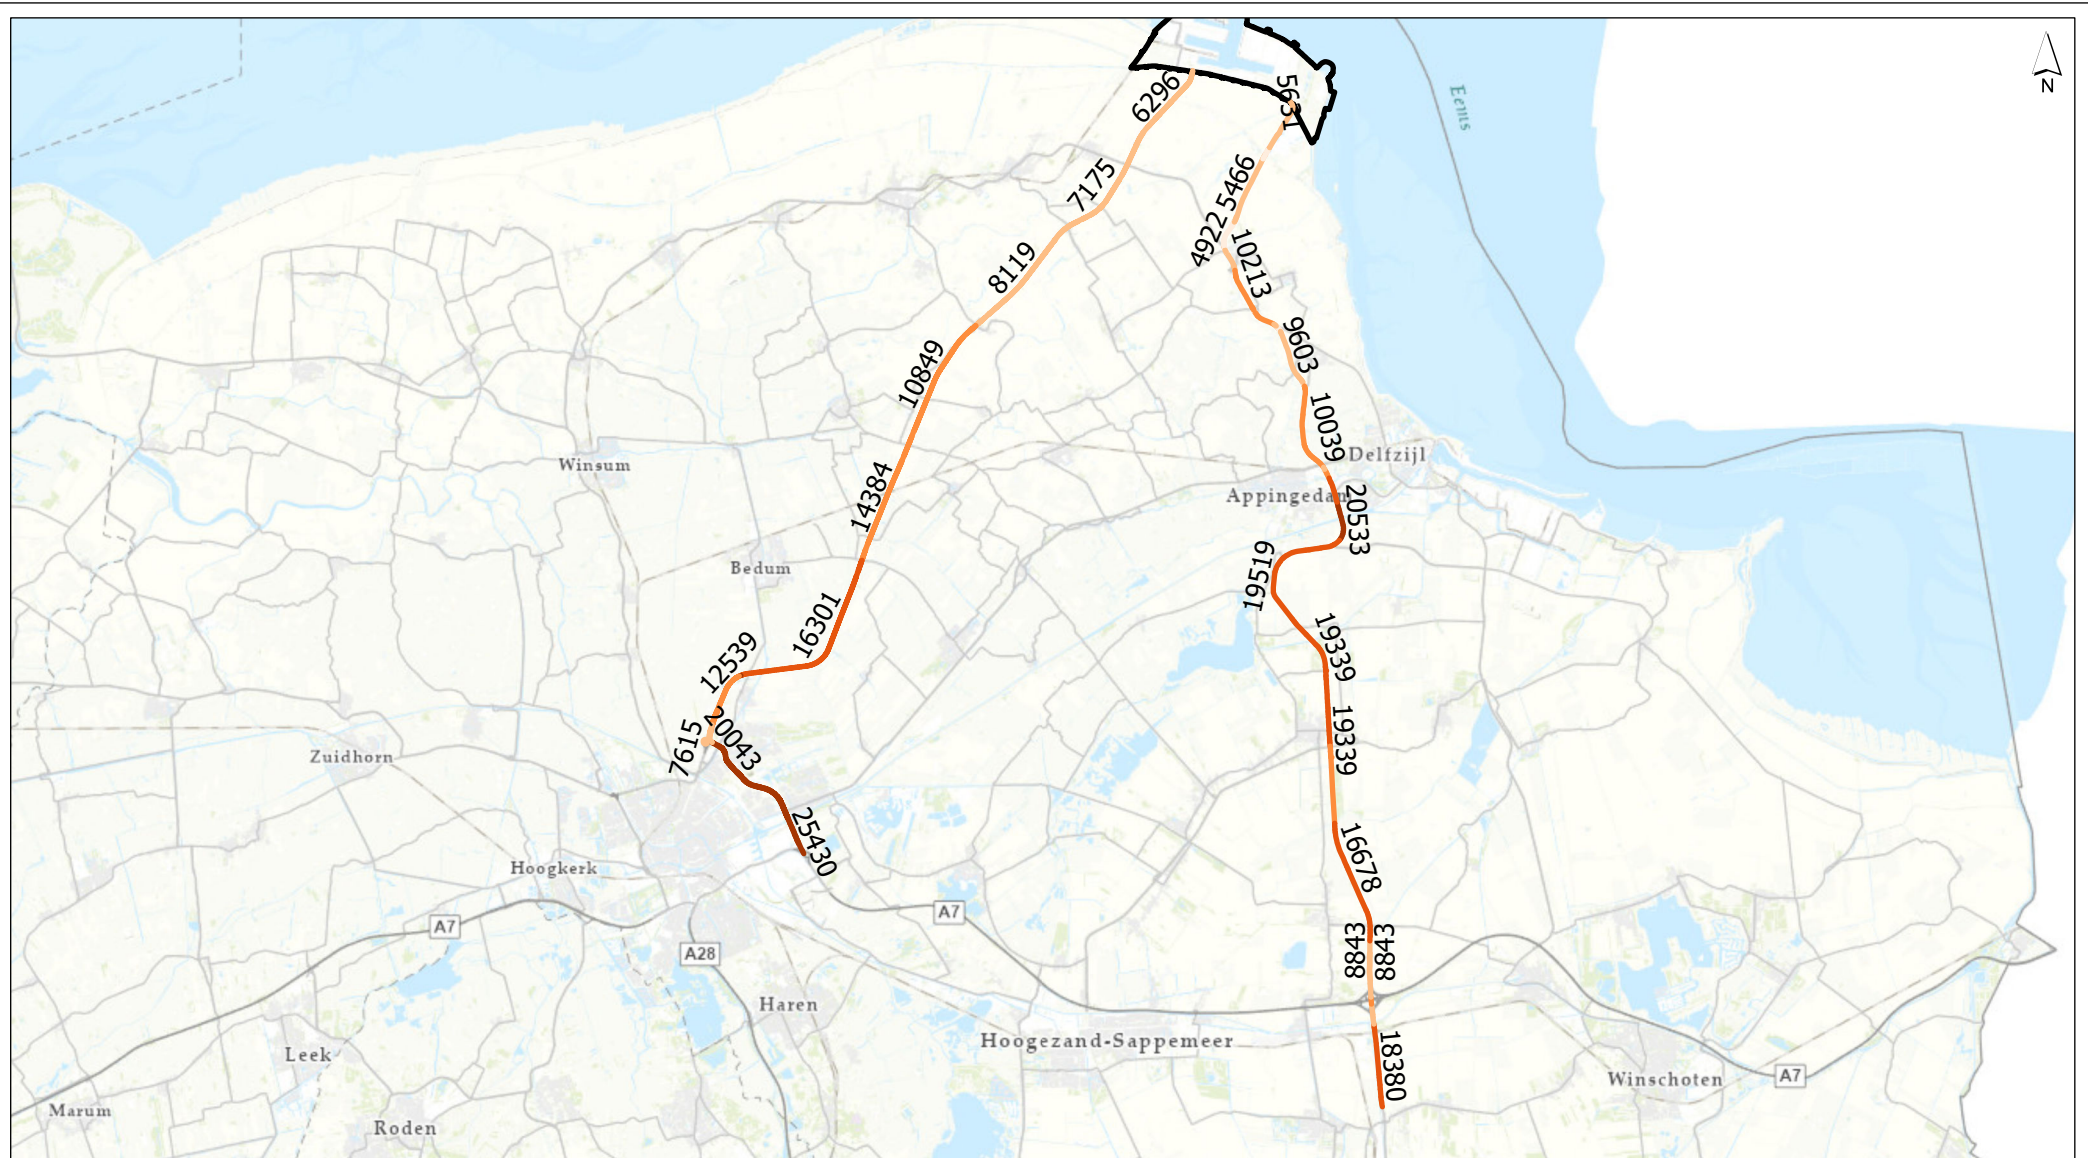 N
Eems
5631
6296
7175
5466
4922
10213
8119
9603
10849
10039
Delfzijl
Winsum
Appingedam
14384
20533
Bedum
19519
16301
19339
12539
19339
20043
7615
Zuidhorn
25430
16678
Hoogkerk
A7
A7
8843
8843
A28
Haren
Hoogezand-Sappemeer
Leek
18380
Winschoten
A7
Marum
Roden